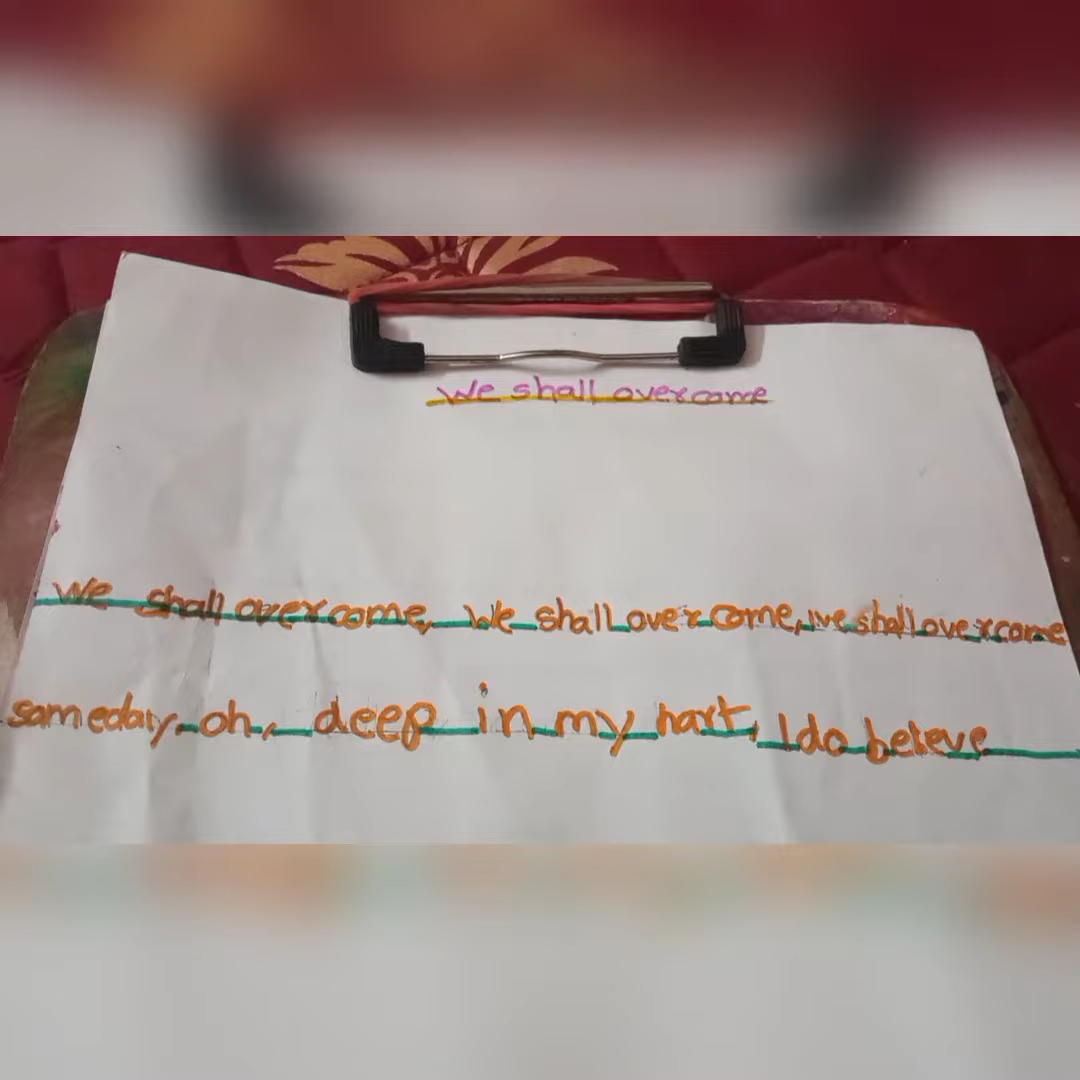 We shall overcome
We shall overcome, We shall overcome, we shall overcome
someday, oh, deep in my hart, I do beleve